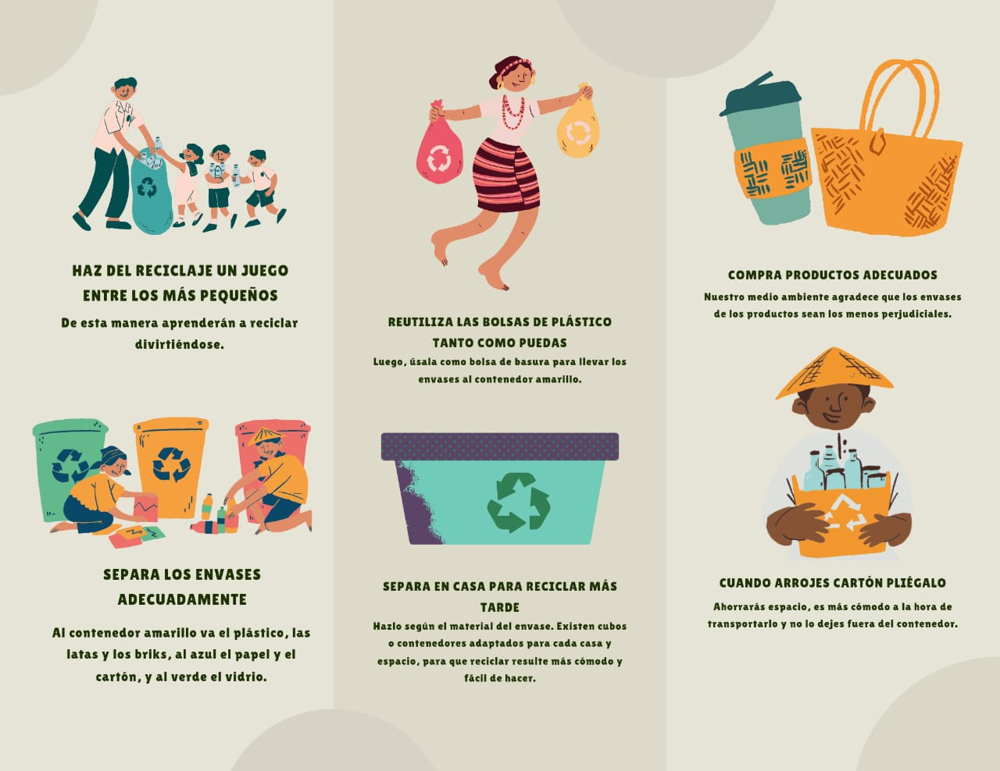 HAZ DEL RECICLAJE UN JUEGO
ENTRE LOS MÁS PEQUEÑOS
De esta manera aprenderán a reciclar
divirtiéndose.
SEPARA LOS ENVASES
ADECUADAMENTE
Al contenedor amarillo va el plástico, las
latas y los briks, al azul el papel y el
cartón, y al verde el vidrio.
REUTILIZA LAS BOLSAS DE PLÁSTICO
TANTO COMO PUEDAS
Luego, úsala como bolsa de basura para llevar los
envases al contenedor amarillo.
SEPARA EN CASA PARA RECICLAR MÁS
TARDE
Hazlo según el material del envase. Existen cubos
o contenedores adaptados para cada casa y
espacio, para que reciclar resulte más cómodo y
fácil de hacer.
COMPRA PRODUCTOS ADECUADOS
Nuestro medio ambiente agradece que los envases
de los productos sean los menos perjudiciales.
CUANDO ARROJES CARTÓN PLIÉGALO
Ahorrarás espacio, es más cómodo a la hora de
transportarlo y no lo dejes fuera del contenedor.